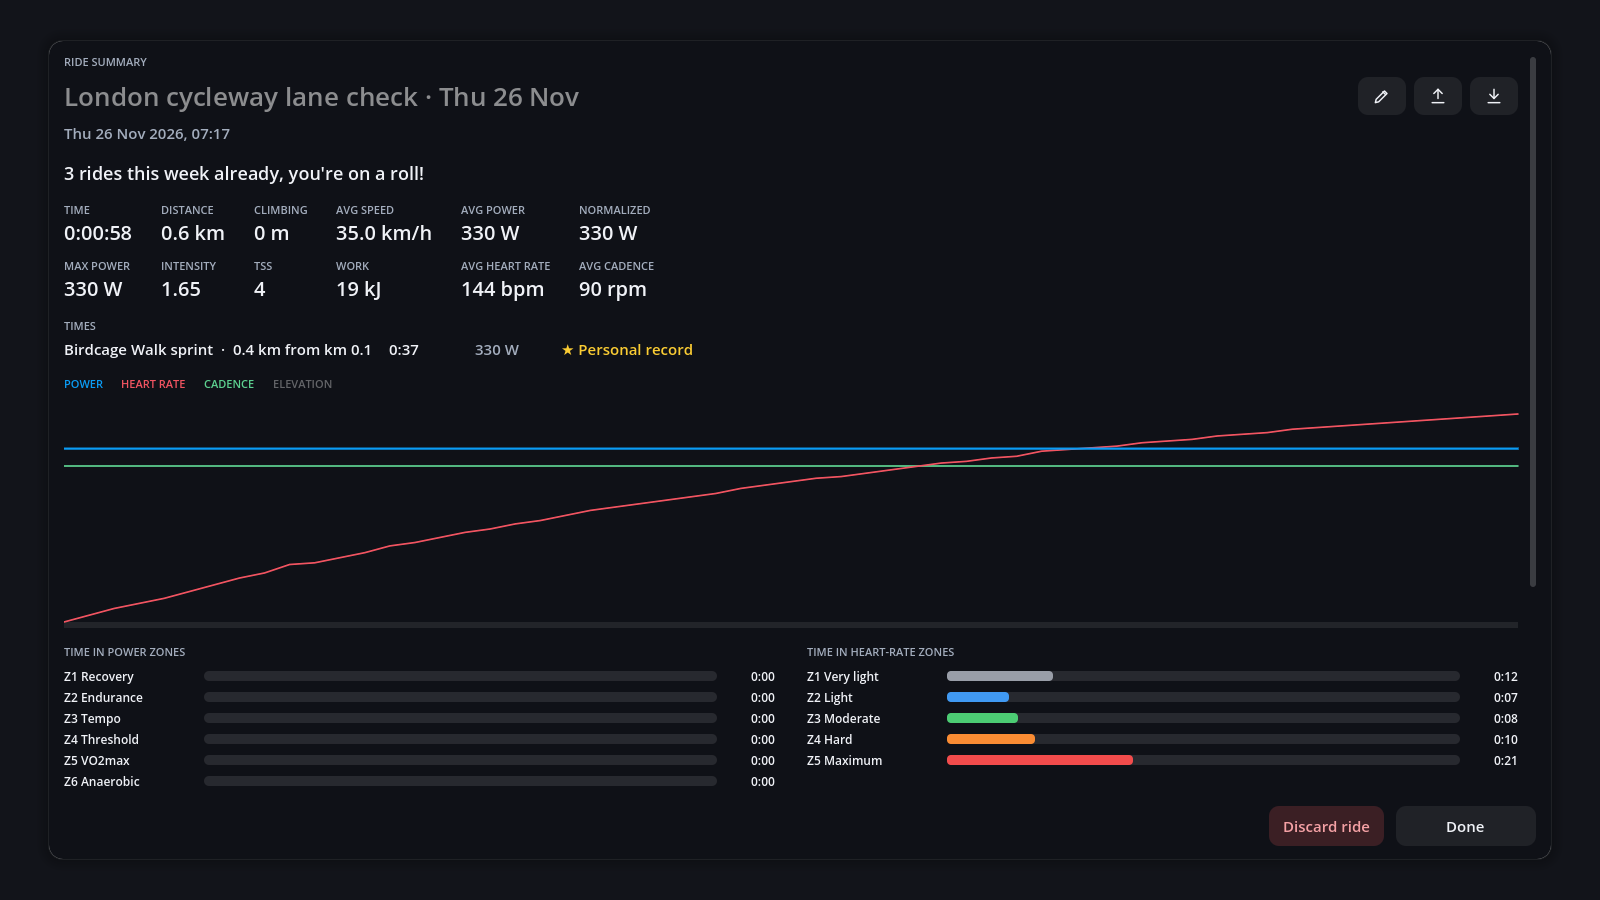 RIDE SUMMARY
London cycleway lane check · Thu 26 Nov
Thu 26 Nov 2026, 07:17
3 rides this week already, you're on a roll!
TIME DISTANCE CLIMBING AVG SPEED AVG POWER NORMALIZED
0:00:58 0.6 km 0 m 35.0 km/h 330 W 330 W
MAX POWER INTENSITY TSS WORK AVG HEART RATE AVG CADENCE
330 W 1.65 4 19 kJ 144 bpm 90 rpm
TIMES
Birdcage Walk sprint · 0.4 km from km 0.1 0:37 330 W ★ Personal record
POWER HEART RATE CADENCE ELEVATION
TIME IN POWER ZONES
Z1 Recovery 0:00
Z2 Endurance 0:00
Z3 Tempo 0:00
Z4 Threshold 0:00
Z5 VO2max 0:00
Z6 Anaerobic 0:00
TIME IN HEART-RATE ZONES
Z1 Very light 0:12
Z2 Light 0:07
Z3 Moderate 0:08
Z4 Hard 0:10
Z5 Maximum 0:21
Discard ride Done